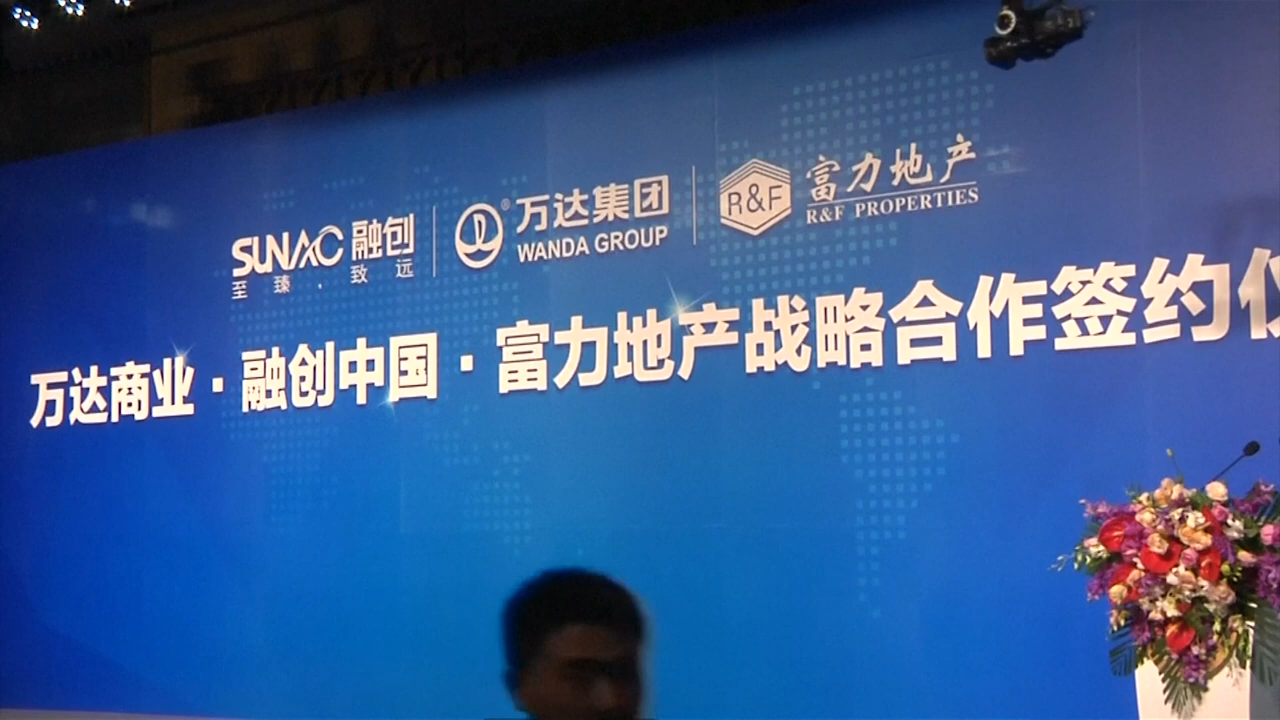 SUNAC 融创
至 臻 · 致 远
万达集团
WANDA GROUP
R&F
富力地产
R&F PROPERTIES
万达商业·融创中国·富力地产战略合作签约仪